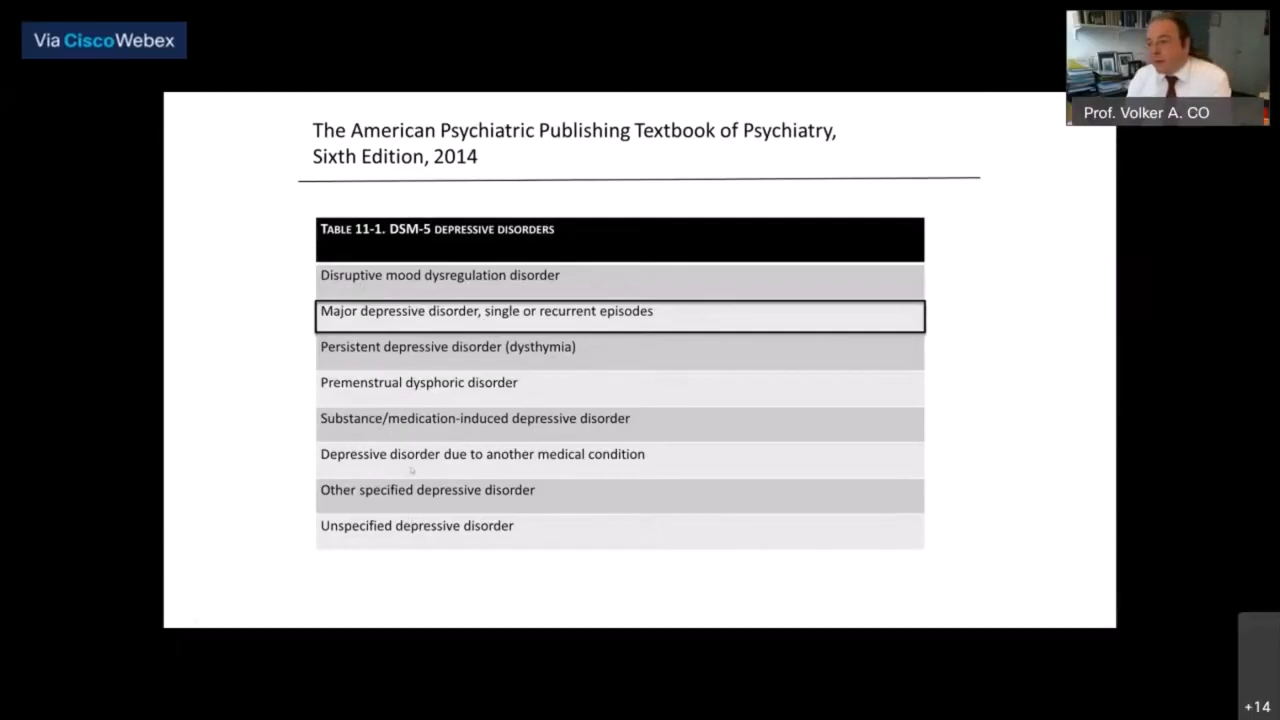 Via Cisco Webex
Prof. Volker A. CO
The American Psychiatric Publishing Textbook of Psychiatry,
Sixth Edition, 2014
TABLE 11-1. DSM-5 DEPRESSIVE DISORDERS
Disruptive mood dysregulation disorder
Major depressive disorder, single or recurrent episodes
Persistent depressive disorder (dysthymia)
Premenstrual dysphoric disorder
Substance/medication-induced depressive disorder
Depressive disorder due to another medical condition
Other specified depressive disorder
Unspecified depressive disorder
+14